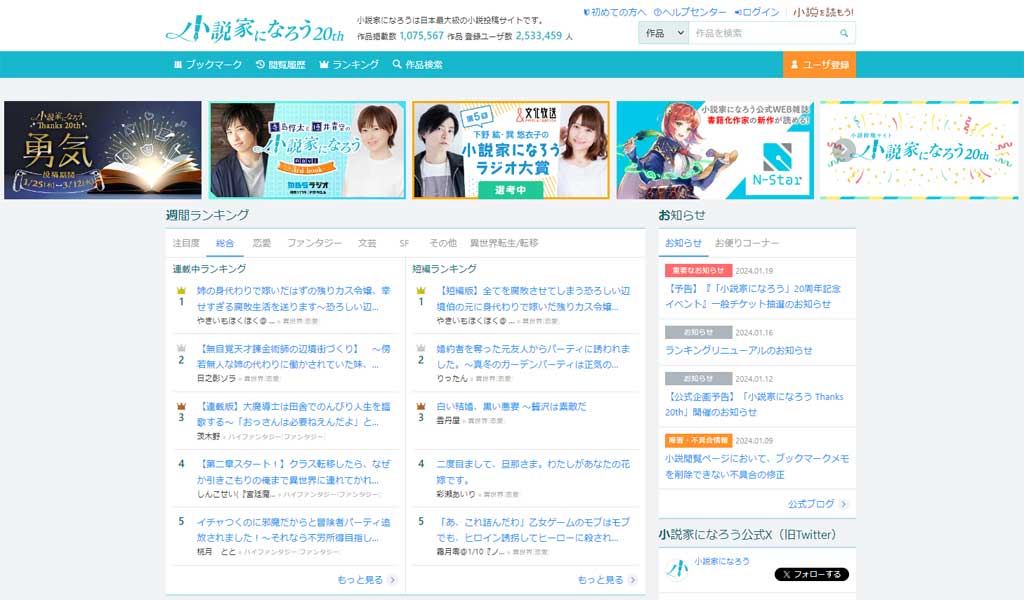 小説家になろう 20th
小説家になろうは日本最大級の小説投稿サイトです。
作品掲載数 1,075,567 作品 登録ユーザ数 2,533,459 人
初めての方へ ヘルプセンター ログイン 小説を読もう!
作品 作品を検索
ブックマーク 閲覧履歴 ランキング 作品検索 ユーザ登録
小説家になろう
Thanks 20th
勇気
投稿期間
1/25(木)~3/12(水)
小説家になろう
3rd book
MBSラジオ
文化放送
第5回
下野 紘・巽 悠衣子の
小説家になろう
ラジオ大賞
選考中
小説家になろう公式WEB雑誌
書籍化作家の新作が読める!
N-Star
小説投稿サイト
小説家になろう 20th
週間ランキング
注目度 総合 恋愛 ファンタジー 文芸 SF その他 異世界転生/転移
連載中ランキング
1
姉の身代わりで嫁いだはずの残りカス令嬢、幸
せすぎる腐敗生活を送ります~恋らしい辺...
やきいもほくほく@ ... 異世界〔恋愛〕
2
【無自覚天才錬金術師の辺境街づくり】 ~傍
若無人な姉の代わりに働かされていた妹、...
日之影ソラ 異世界〔恋愛〕
3
【連載版】大魔導士は田舎でのんびり人生を謳
歌する~「おっさんは必要ねえんだよ」と...
茨木野 ハイファンタジー〔ファンタジー〕
4
【第二章スタート!】クラス転移したら、なぜ
か引きこもりの俺まで異世界に連れてかれ...
しんこせい(『宮廷魔... ハイファンタジー〔ファンタジー〕
5
イチャつくのに邪魔だからと冒険者パーティ追
放されました!~それなら不労所得目指し...
桃月 とと ハイファンタジー〔ファンタジー〕
もっと見る
短編ランキング
1
【短編版】全てを腐敗させてしまう恐ろしい辺
境伯の元に身代わりで嫁いだ残りカス令嬢...
やきいもほくほく@ ... 異世界〔恋愛〕
2
婚約者を奪った元友人からパーティに誘われま
した。~真冬のガーデンパーティは正気の...
りったん 異世界〔恋愛〕
3
白い結婚、黒い悪妻 ~贅沢は素敵だ
雲丹屋 異世界〔恋愛〕
4
二度目まして、旦那さま。わたしがあなたの花
嫁です。
彩瀬あいり 異世界〔恋愛〕
5
「あ、これ詰んだわ」乙女ゲームのモブはモブ
でも、ヒロイン誘拐してヒーローに殺され...
霜月零@1/10『ノ... 異世界〔恋愛〕
もっと見る
お知らせ
お知らせ お便りコーナー
重要なお知らせ 2024.01.19
【予告】『「小説家になろう」20周年記念
イベント』一般チケット抽選のお知らせ
お知らせ 2024.01.16
ランキングリニューアルのお知らせ
お知らせ 2024.01.12
【公式企画予告】「小説家になろう Thanks
20th」開催のお知らせ
障害・不具合情報 2024.01.09
小説閲覧ページにおいて、ブックマークメモ
を削除できない不具合の修正
公式ブログ
小説家になろう公式X(旧Twitter)
小説家になろう
フォローする